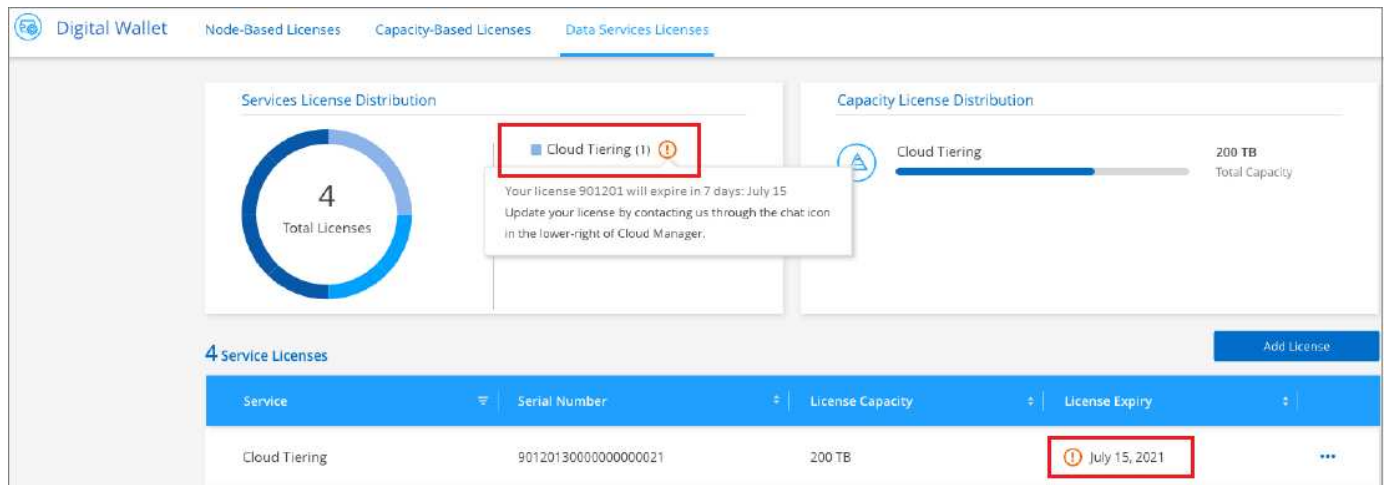 Digital Wallet
Node-Based Licenses
Capacity-Based Licenses
Data Services Licenses
Services License Distribution
4
Total Licenses
Cloud Tiering (1)
Your license 901201 will expire in 7 days: July 15
Update your license by contacting us through the chat icon
in the lower-right of Cloud Manager.
Capacity License Distribution
Cloud Tiering
200 TB
Total Capacity
4 Service Licenses
Add License
Service
Serial Number
License Capacity
License Expiry
Cloud Tiering
90120130000000000021
200 TB
July 15, 2021